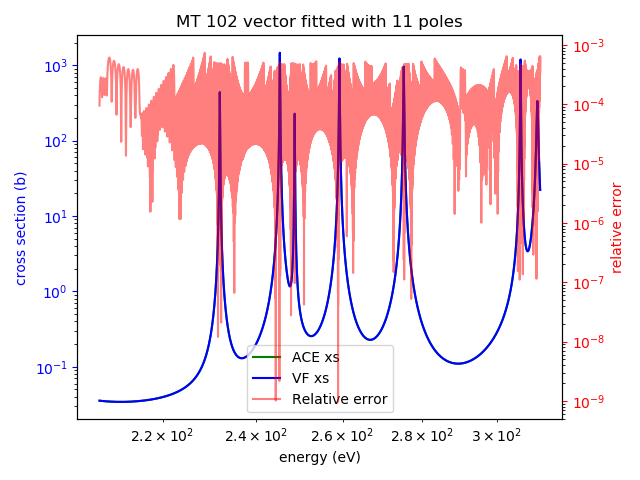 MT 102 vector fitted with 11 poles
10³
10²
10¹
10⁰
10⁻¹
cross section (b)
10⁻³
10⁻⁴
10⁻⁵
10⁻⁶
10⁻⁷
10⁻⁸
10⁻⁹
relative error
ACE xs
VF xs
Relative error
2.2 × 10² 2.4 × 10² 2.6 × 10² 2.8 × 10² 3 × 10²
energy (eV)